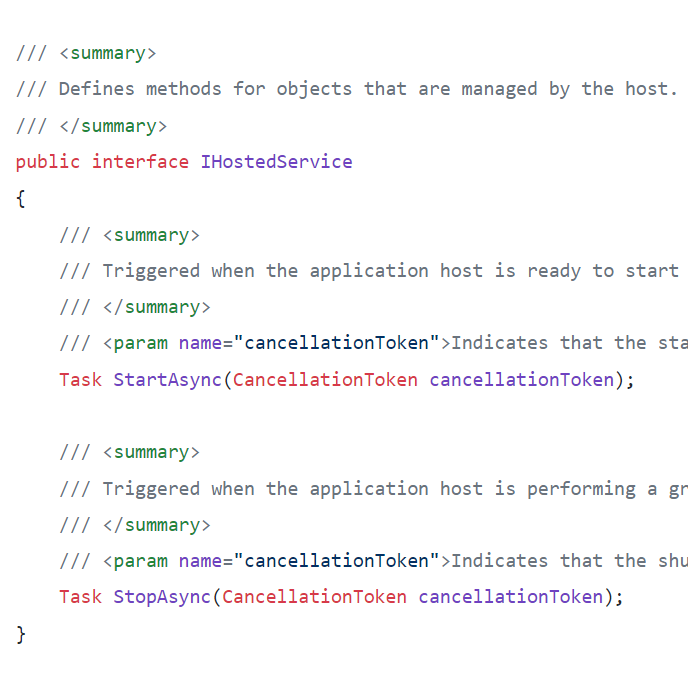 /// <summary>
/// Defines methods for objects that are managed by the host.
/// </summary>
public interface IHostedService
{
    /// <summary>
    /// Triggered when the application host is ready to start
    /// </summary>
    /// <param name="cancellationToken">Indicates that the sta
    Task StartAsync(CancellationToken cancellationToken);

    /// <summary>
    /// Triggered when the application host is performing a gr
    /// </summary>
    /// <param name="cancellationToken">Indicates that the shu
    Task StopAsync(CancellationToken cancellationToken);
}